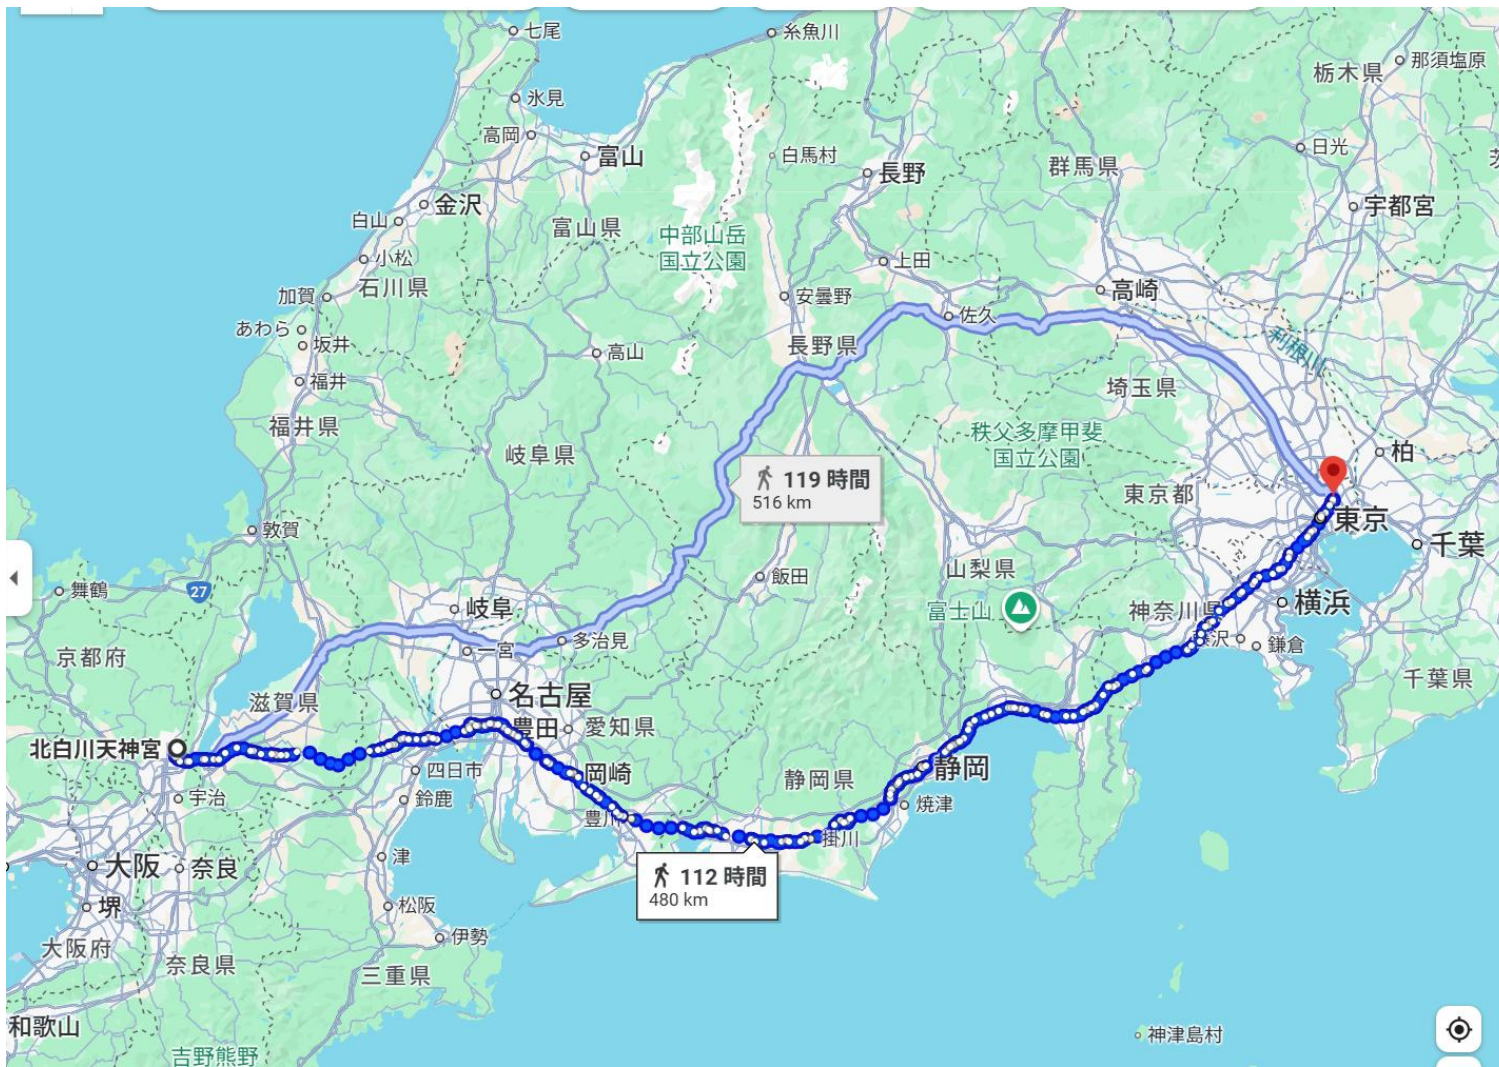 七尾
糸魚川
那須塩原
栃木県
氷見
高岡
富山
白馬村
日光
長野
群馬県
金沢
白山
宇都宮
富山県
中部山岳
国立公園
小松
石川県
上田
加賀
安曇野
高崎
佐久
あわら
坂井
長野県
利根川
高山
福井
埼玉県
福井県
秩父多摩甲斐
国立公園
岐阜県
柏
119 時間
516 km
東京都
東京
敦賀
千葉
27
舞鶴
飯田
山梨県
岐阜
富士山
神奈川県
横浜
多治見
一宮
鎌倉
京都府
千葉県
滋賀県
名古屋
豊田
愛知県
北白川天神宮
四日市
岡崎
静岡県
静岡
宇治
鈴鹿
焼津
掛川
津
大阪
奈良
112 時間
480 km
堺
松阪
伊勢
大阪府
奈良県
三重県
和歌山
神津島村
吉野熊野